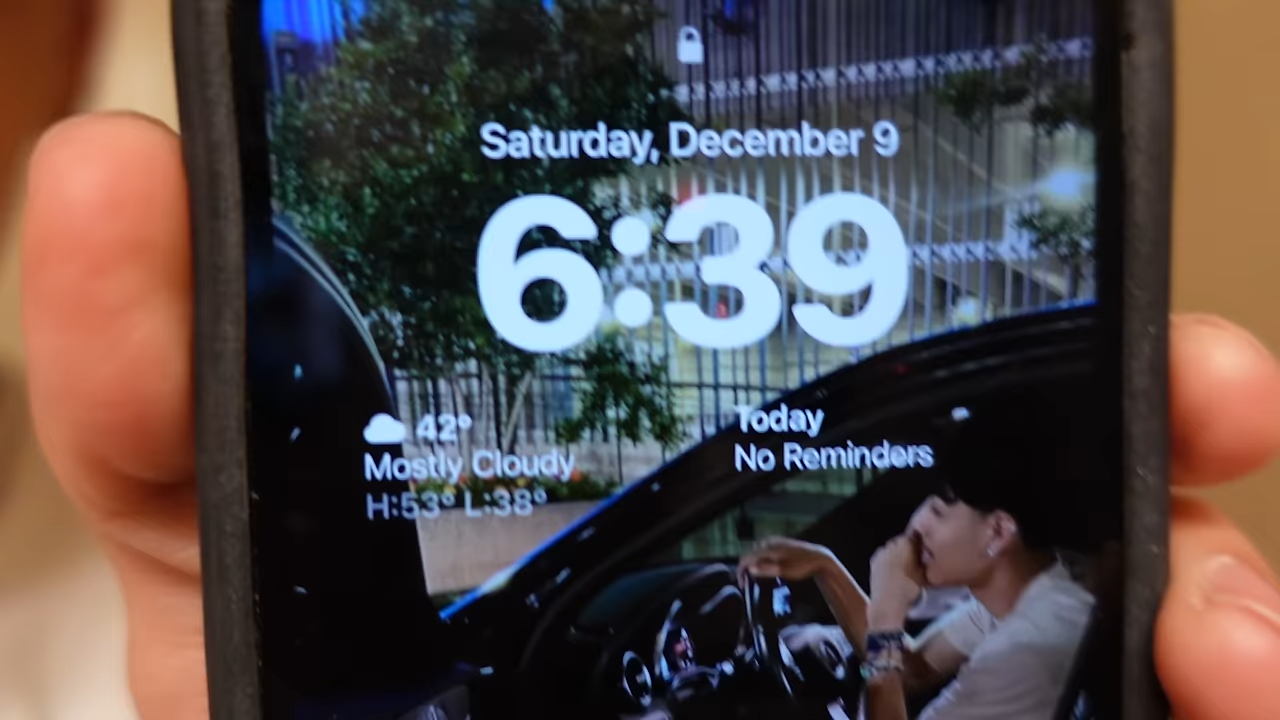 Saturday, December 9
6:39
42°
Mostly Cloudy
H:53° L:38°
Today
No Reminders